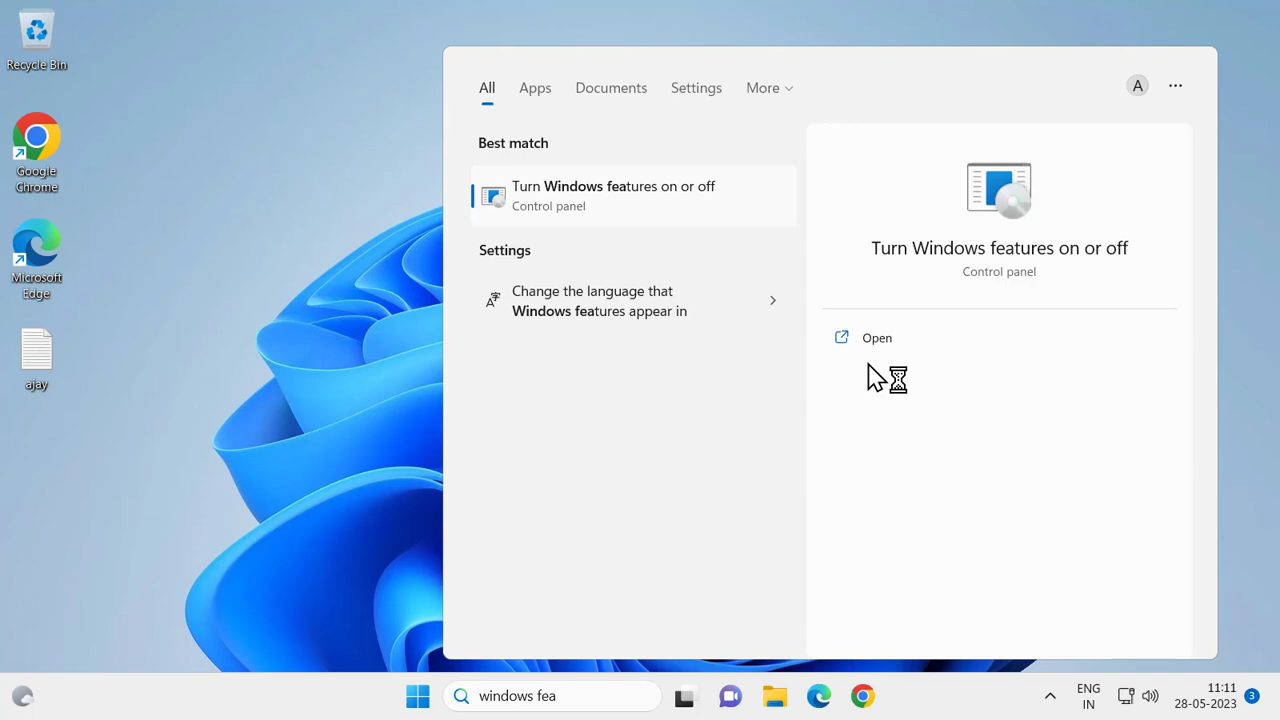 Recycle Bin
Google
Chrome
Microsoft
Edge
ajay
All Apps Documents Settings More
A
Best match
Turn Windows features on or off
Control panel
Settings
Change the language that
Windows features appear in
Turn Windows features on or off
Control panel
Open
windows fea
ENG
IN
11:11
28-05-2023
3